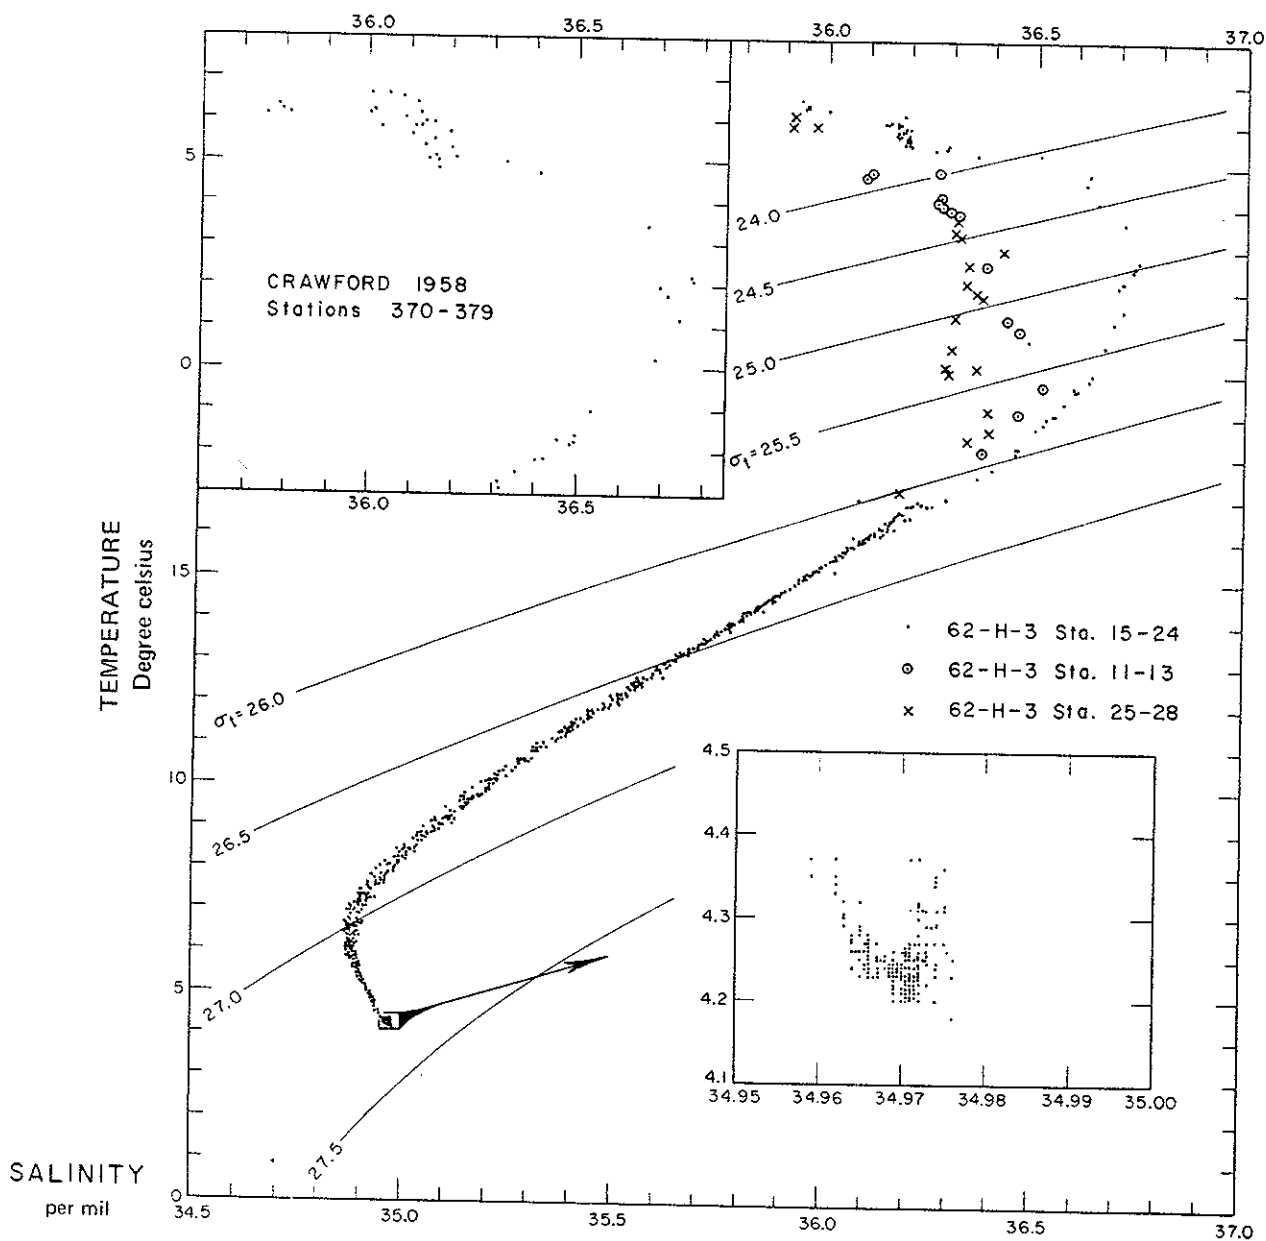 36.0 36.5 36.0 36.5 37.0
5
CRAWFORD 1958
Stations 370-379
0
36.0 36.5
24.0
24.5
25.0
σt=25.5
TEMPERATURE
Degree celsius
15
10
5
0
σt=26.0
26.5
27.0
27.5
62-H-3 Sta. 15-24
62-H-3 Sta. 11-13
62-H-3 Sta. 25-28
4.5
4.4
4.3
4.2
4.1
34.95 34.96 34.97 34.98 34.99 35.00
SALINITY
per mil
34.5 35.0 35.5 36.0 36.5 37.0